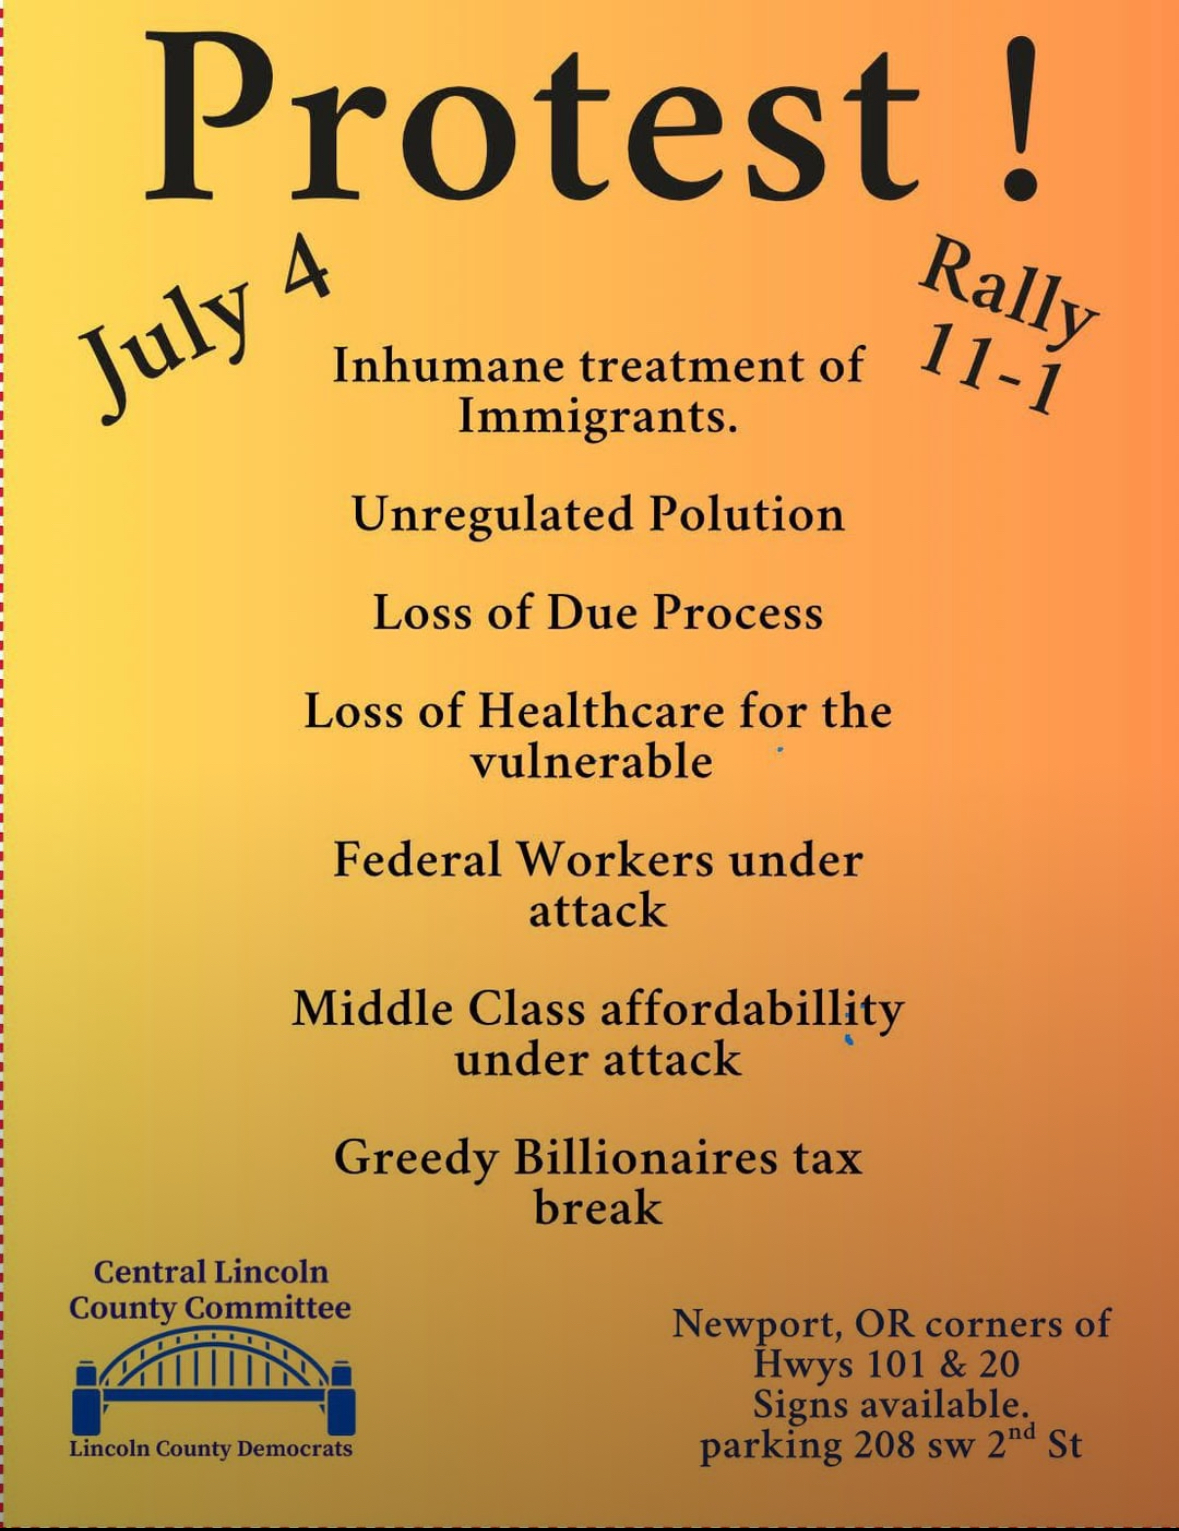 Protest !
July 4
Rally
11-1
Inhumane treatment of
Immigrants.
Unregulated Polution
Loss of Due Process
Loss of Healthcare for the
vulnerable
Federal Workers under
attack
Middle Class affordabillity
under attack
Greedy Billionaires tax
break
Central Lincoln
County Committee
Lincoln County Democrats
Newport, OR corners of
Hwys 101 & 20
Signs available.
parking 208 sw 2nd St